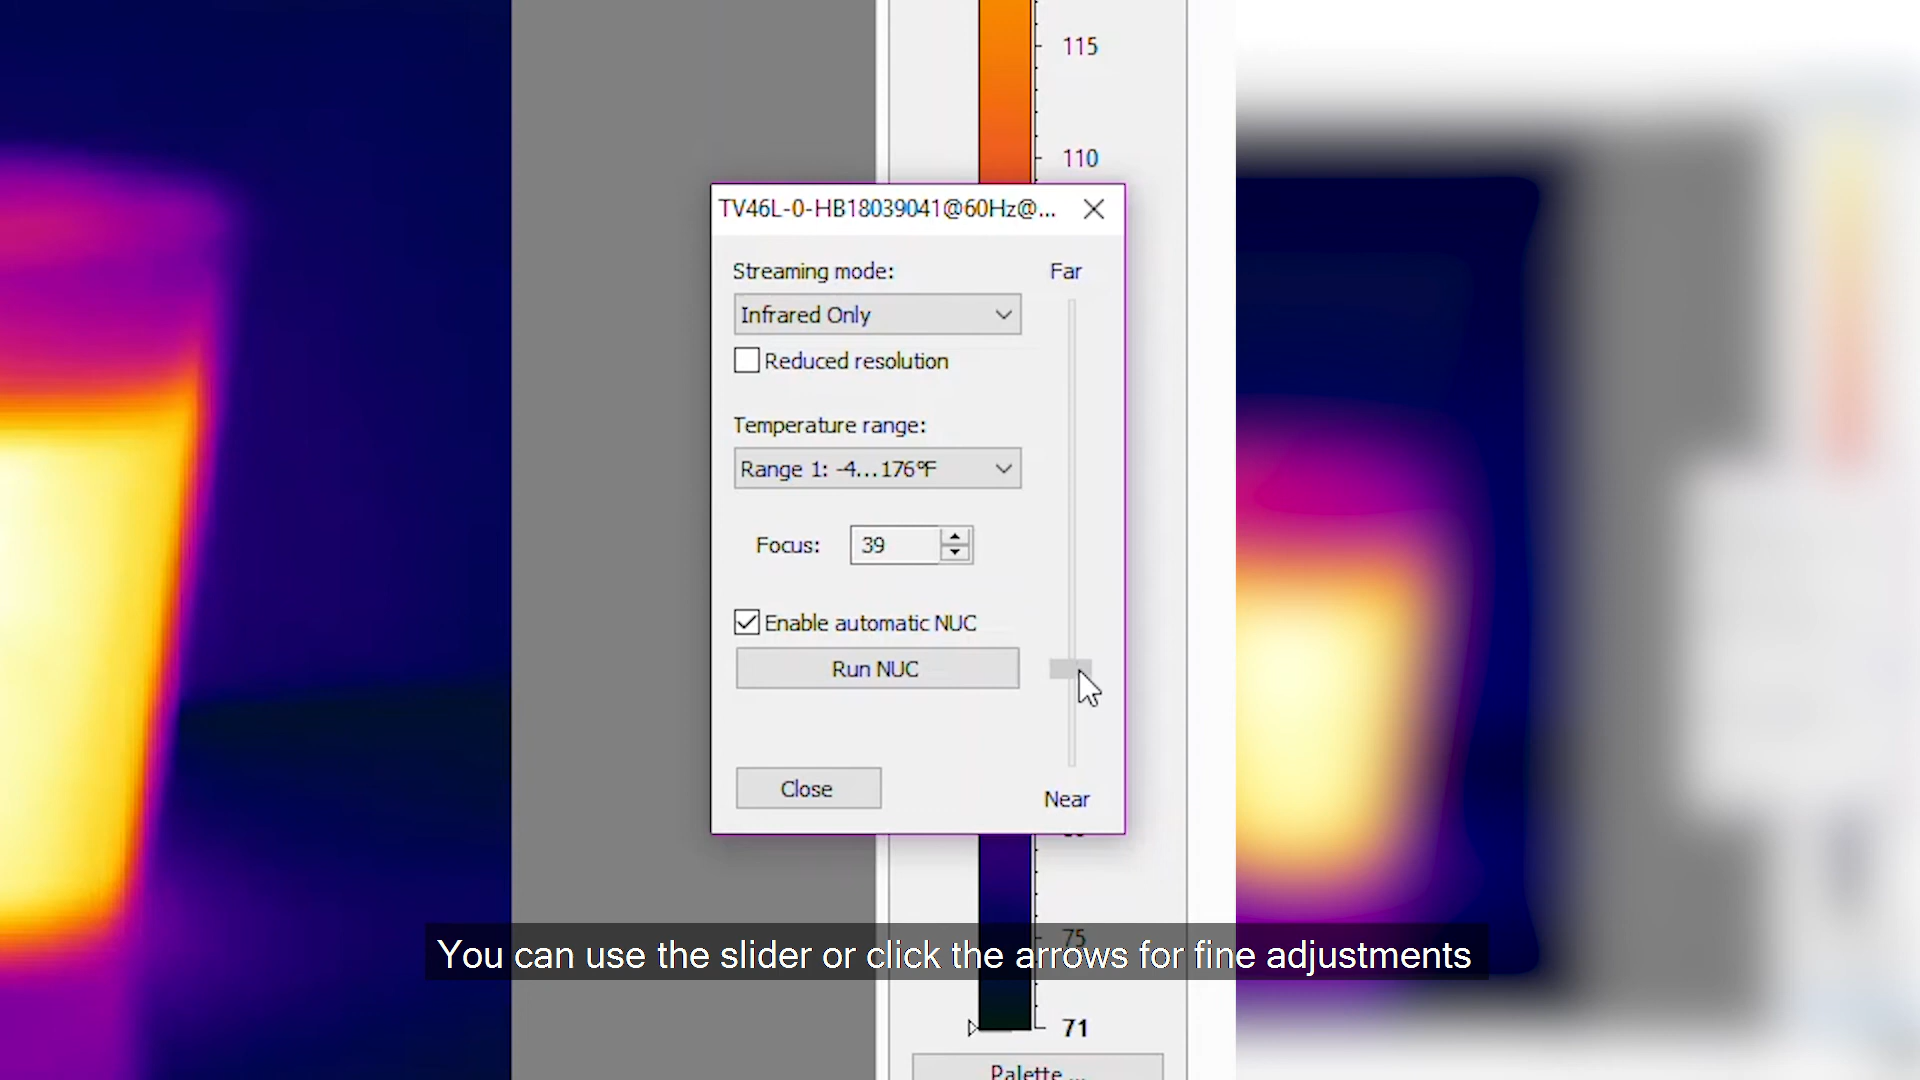 115
110
TV46L-0-HB18039041@60Hz@...
Streaming mode:
Far
Infrared Only
Reduced resolution
Temperature range:
Range 1: -4...176°F
Focus:
39
Enable automatic NUC
Run NUC
Close
Near
75
You can use the slider or click the arrows for fine adjustments
71
Palette ...